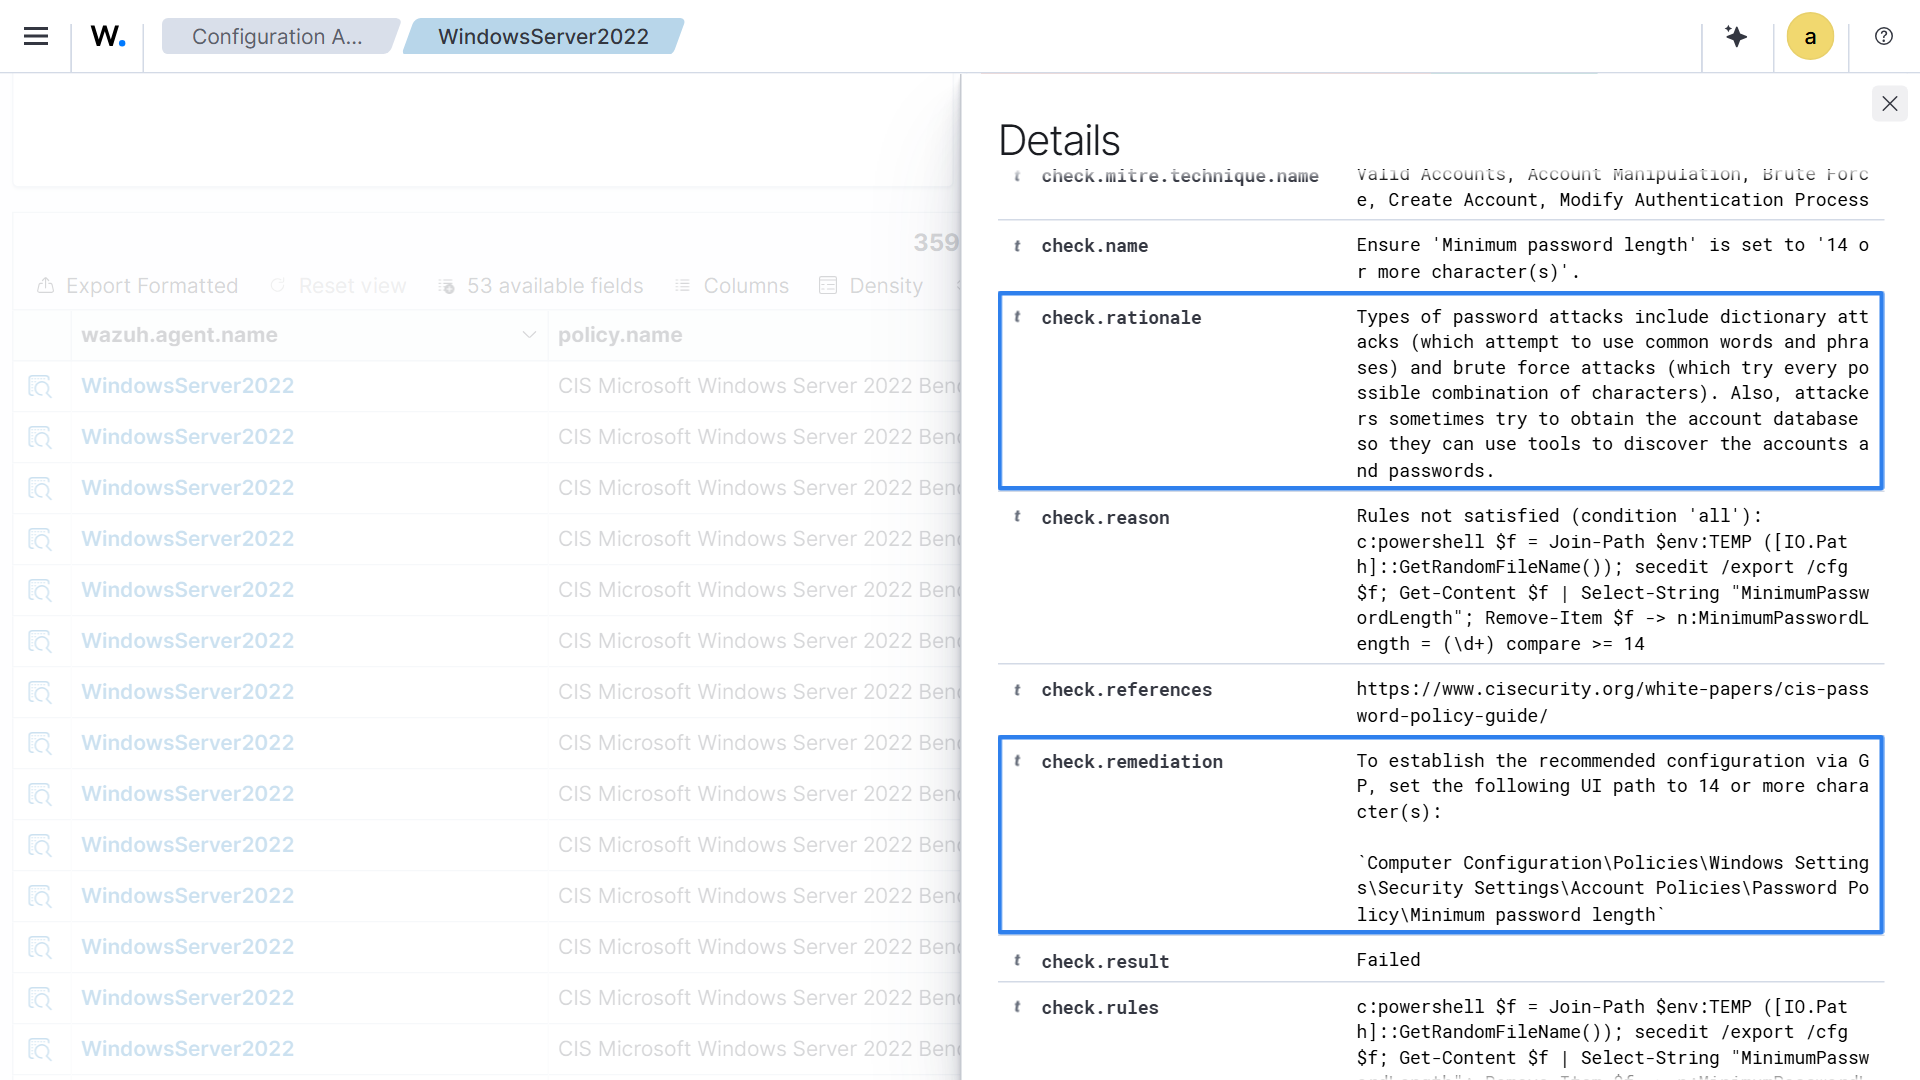 W.
Configuration A...
WindowsServer2022
a
Details
t check.mitre.technique.name Valid Accounts, Account Manipulation, Brute Forc
e, Create Account, Modify Authentication Process
t check.name Ensure 'Minimum password length' is set to '14 o
r more character(s)'.
t check.rationale Types of password attacks include dictionary att
acks (which attempt to use common words and phra
ses) and brute force attacks (which try every po
ssible combination of characters). Also, attacke
rs sometimes try to obtain the account database
so they can use tools to discover the accounts a
nd passwords.
t check.reason Rules not satisfied (condition 'all'):
c:powershell $f = Join-Path $env:TEMP ([IO.Pat
h]::GetRandomFileName()); secedit /export /cfg
$f; Get-Content $f | Select-String "MinimumPassw
ordLength"; Remove-Item $f -> n:MinimumPasswordL
ength = (\d+) compare >= 14
t check.references https://www.cisecurity.org/white-papers/cis-pass
word-policy-guide/
t check.remediation To establish the recommended configuration via G
P, set the following UI path to 14 or more chara
cter(s):
`Computer Configuration\Policies\Windows Setting
s\Security Settings\Account Policies\Password Po
licy\Minimum password length`
t check.result Failed
t check.rules c:powershell $f = Join-Path $env:TEMP ([IO.Pat
h]::GetRandomFileName()); secedit /export /cfg
$f; Get-Content $f | Select-String "MinimumPassw
359
Export Formatted Reset view 53 available fields Columns Density
wazuh.agent.name policy.name
WindowsServer2022 CIS Microsoft Windows Server 2022 Ben
WindowsServer2022 CIS Microsoft Windows Server 2022 Ben
WindowsServer2022 CIS Microsoft Windows Server 2022 Ben
WindowsServer2022 CIS Microsoft Windows Server 2022 Ben
WindowsServer2022 CIS Microsoft Windows Server 2022 Ben
WindowsServer2022 CIS Microsoft Windows Server 2022 Ben
WindowsServer2022 CIS Microsoft Windows Server 2022 Ben
WindowsServer2022 CIS Microsoft Windows Server 2022 Ben
WindowsServer2022 CIS Microsoft Windows Server 2022 Ben
WindowsServer2022 CIS Microsoft Windows Server 2022 Ben
WindowsServer2022 CIS Microsoft Windows Server 2022 Ben
WindowsServer2022 CIS Microsoft Windows Server 2022 Ben
WindowsServer2022 CIS Microsoft Windows Server 2022 Ben
WindowsServer2022 CIS Microsoft Windows Server 2022 Ben